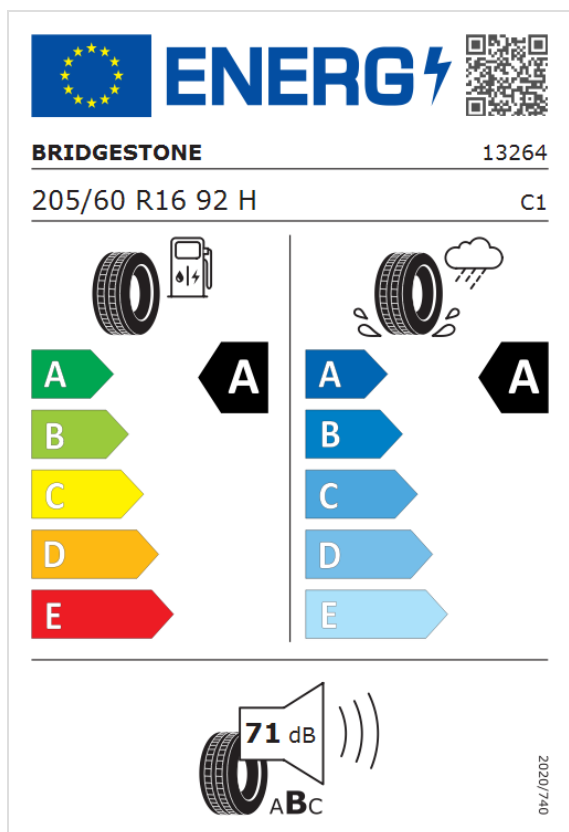 ENERG
BRIDGESTONE 13264
205/60 R16 92 H C1
A A A A
B B
C C
D D
E E
71 dB
ABC
2020/740